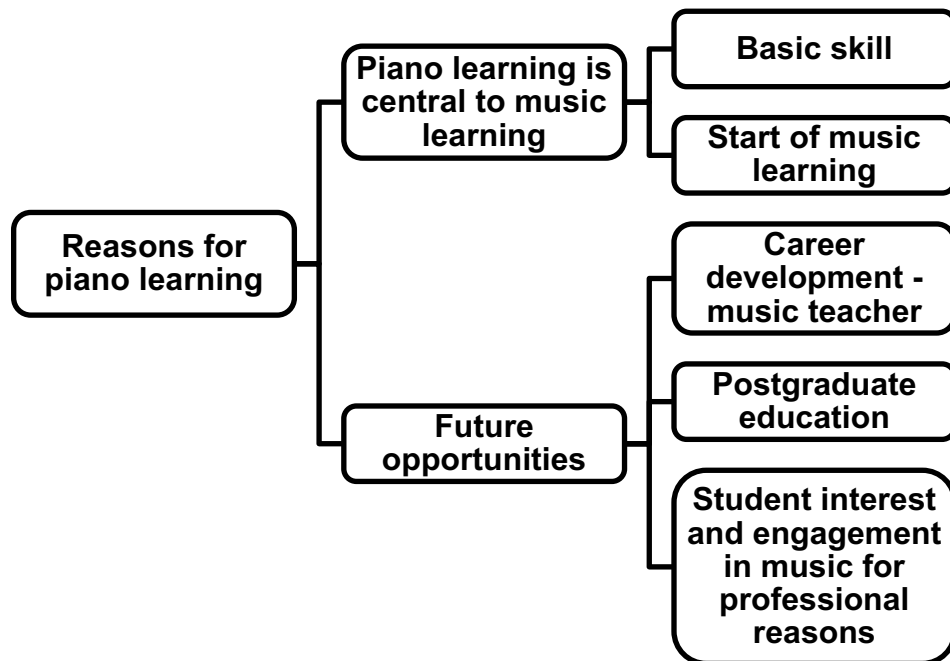 Reasons for
piano learning
Piano learning is
central to music
learning
Basic skill
Start of music
learning
Future
opportunities
Career
development -
music teacher
Postgraduate
education
Student interest
and engagement
in music for
professional
reasons